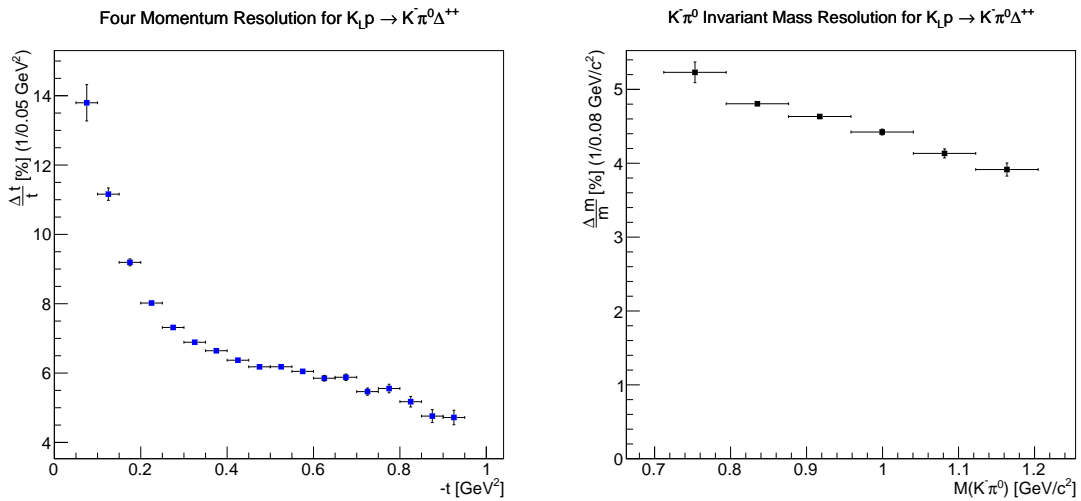 Four Momentum Resolution for K_L p → K⁻π⁰Δ⁺⁺
Δt/t [%] (1/0.05 GeV²)
14
12
10
8
6
4
0 0.2 0.4 0.6 0.8 1
-t [GeV²]
K⁻π⁰ Invariant Mass Resolution for K_L p → K⁻π⁰Δ⁺⁺
Δm/m [%] (1/0.08 GeV/c²)
5
4
3
2
1
0
0.7 0.8 0.9 1 1.1 1.2
M(K⁻π⁰) [GeV/c²]